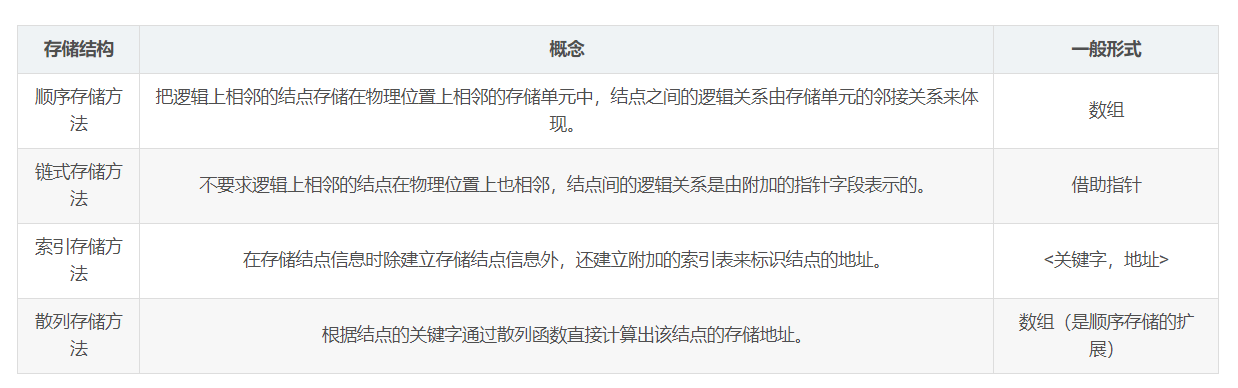 存储结构 概念 一般形式
顺序存储方
法
把逻辑上相邻的结点存储在物理位置上相邻的存储单元中，结点之间的逻辑关系由存储单元的邻接关系来体
现。
数组
链式存储方
法
不要求逻辑上相邻的结点在物理位置上也相邻，结点间的逻辑关系是由附加的指针字段表示的。
借助指针
索引存储方
法
在存储结点信息时除建立存储结点信息外，还建立附加的索引表来标识结点的地址。
<关键字，地址>
散列存储方
法
根据结点的关键字通过散列函数直接计算出该结点的存储地址。
数组（是顺序存储的扩
展）